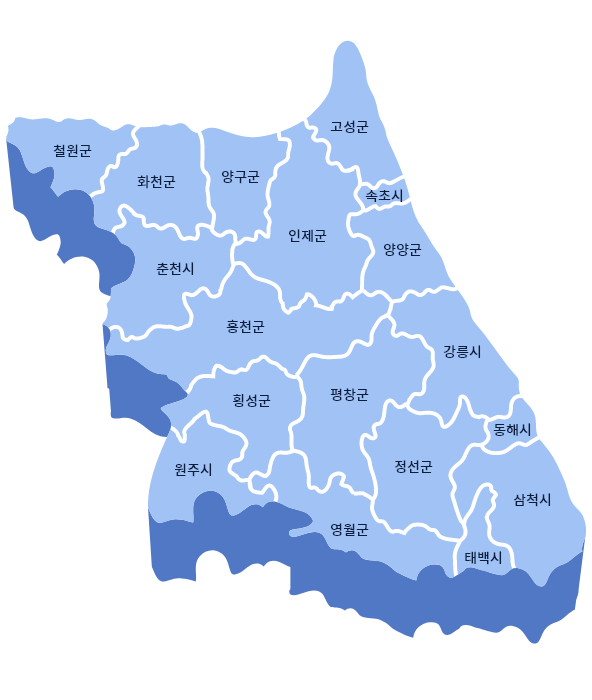 고성군
철원군
화천군
양구군
속초시
인제군
양양군
춘천시
홍천군
강릉시
횡성군
평창군
동해시
원주시
정선군
삼척시
영월군
태백시